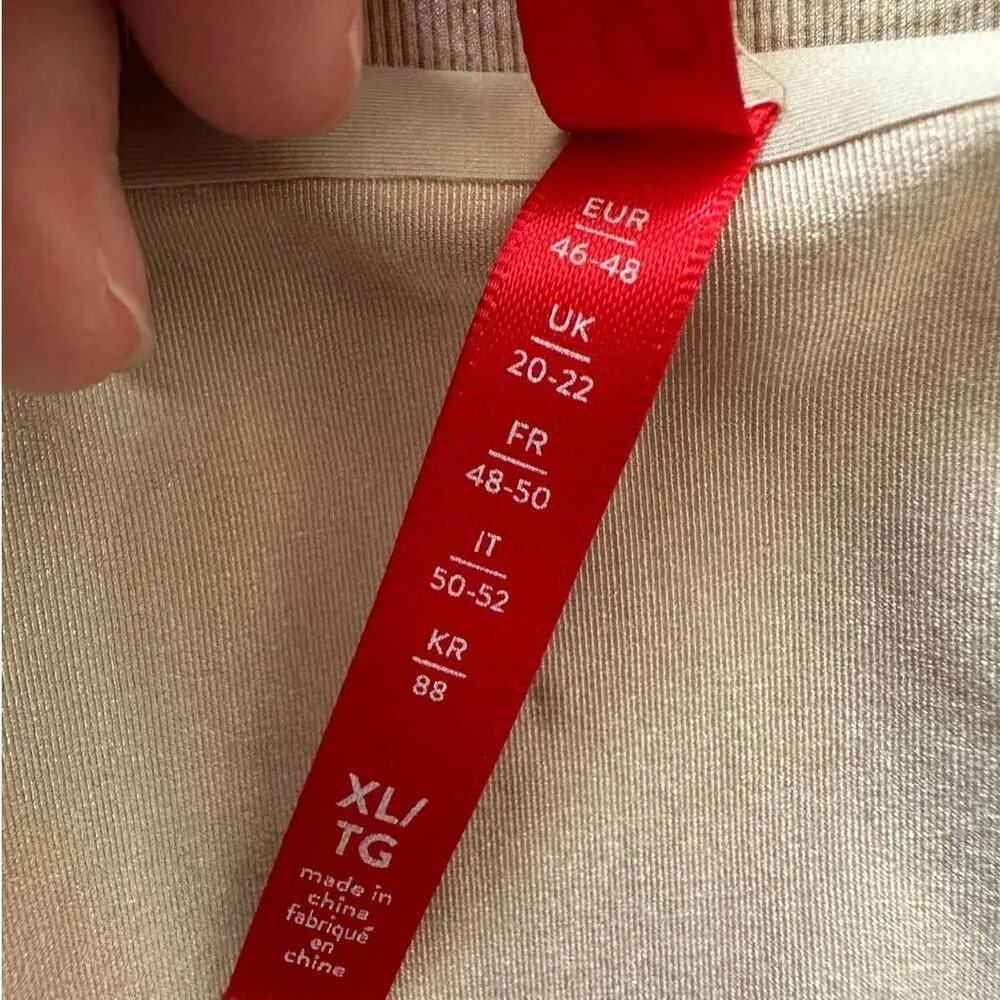 EUR
46-48
UK
20-22
FR
48-50
IT
50-52
KR
88
XL/
TG
made in
china
fabriqué
en
chine